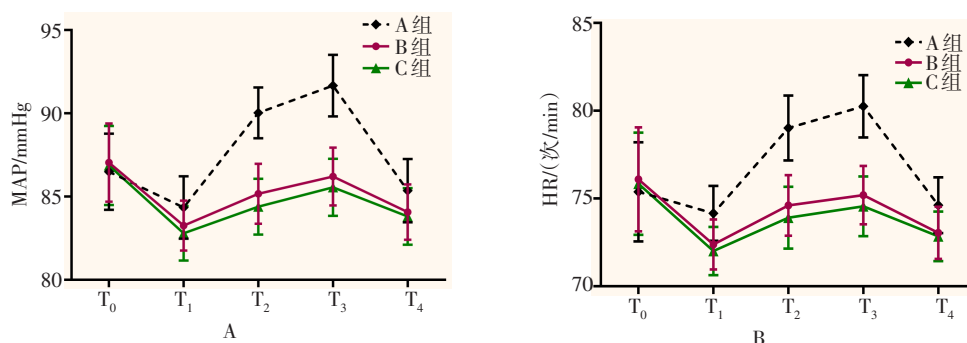 95
90
85
80
MAP/mmHg
A组
B组
C组
T₀ T₁ T₂ T₃ T₄
A
85
80
75
70
HR/(次/min)
A组
B组
C组
T₀ T₁ T₂ T₃ T₄
B